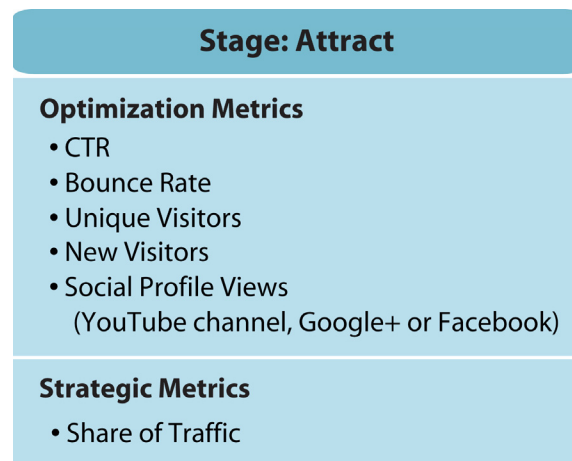 Stage: Attract
Optimization Metrics
• CTR
• Bounce Rate
• Unique Visitors
• New Visitors
• Social Profile Views
(YouTube channel, Google+ or Facebook)
Strategic Metrics
• Share of Traffic